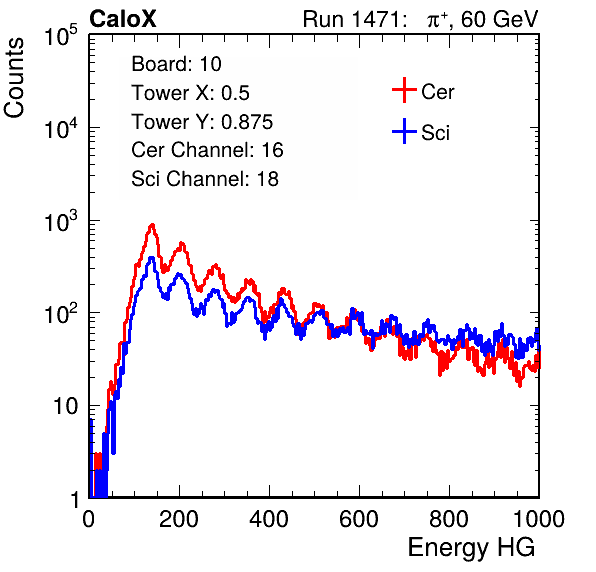 CaloX Run 1471: π⁺, 60 GeV
Counts
Board: 10
Tower X: 0.5
Tower Y: 0.875
Cer Channel: 16
Sci Channel: 18
Cer
Sci
10⁵
10⁴
10³
10²
10
1
0 200 400 600 800 1000
Energy HG